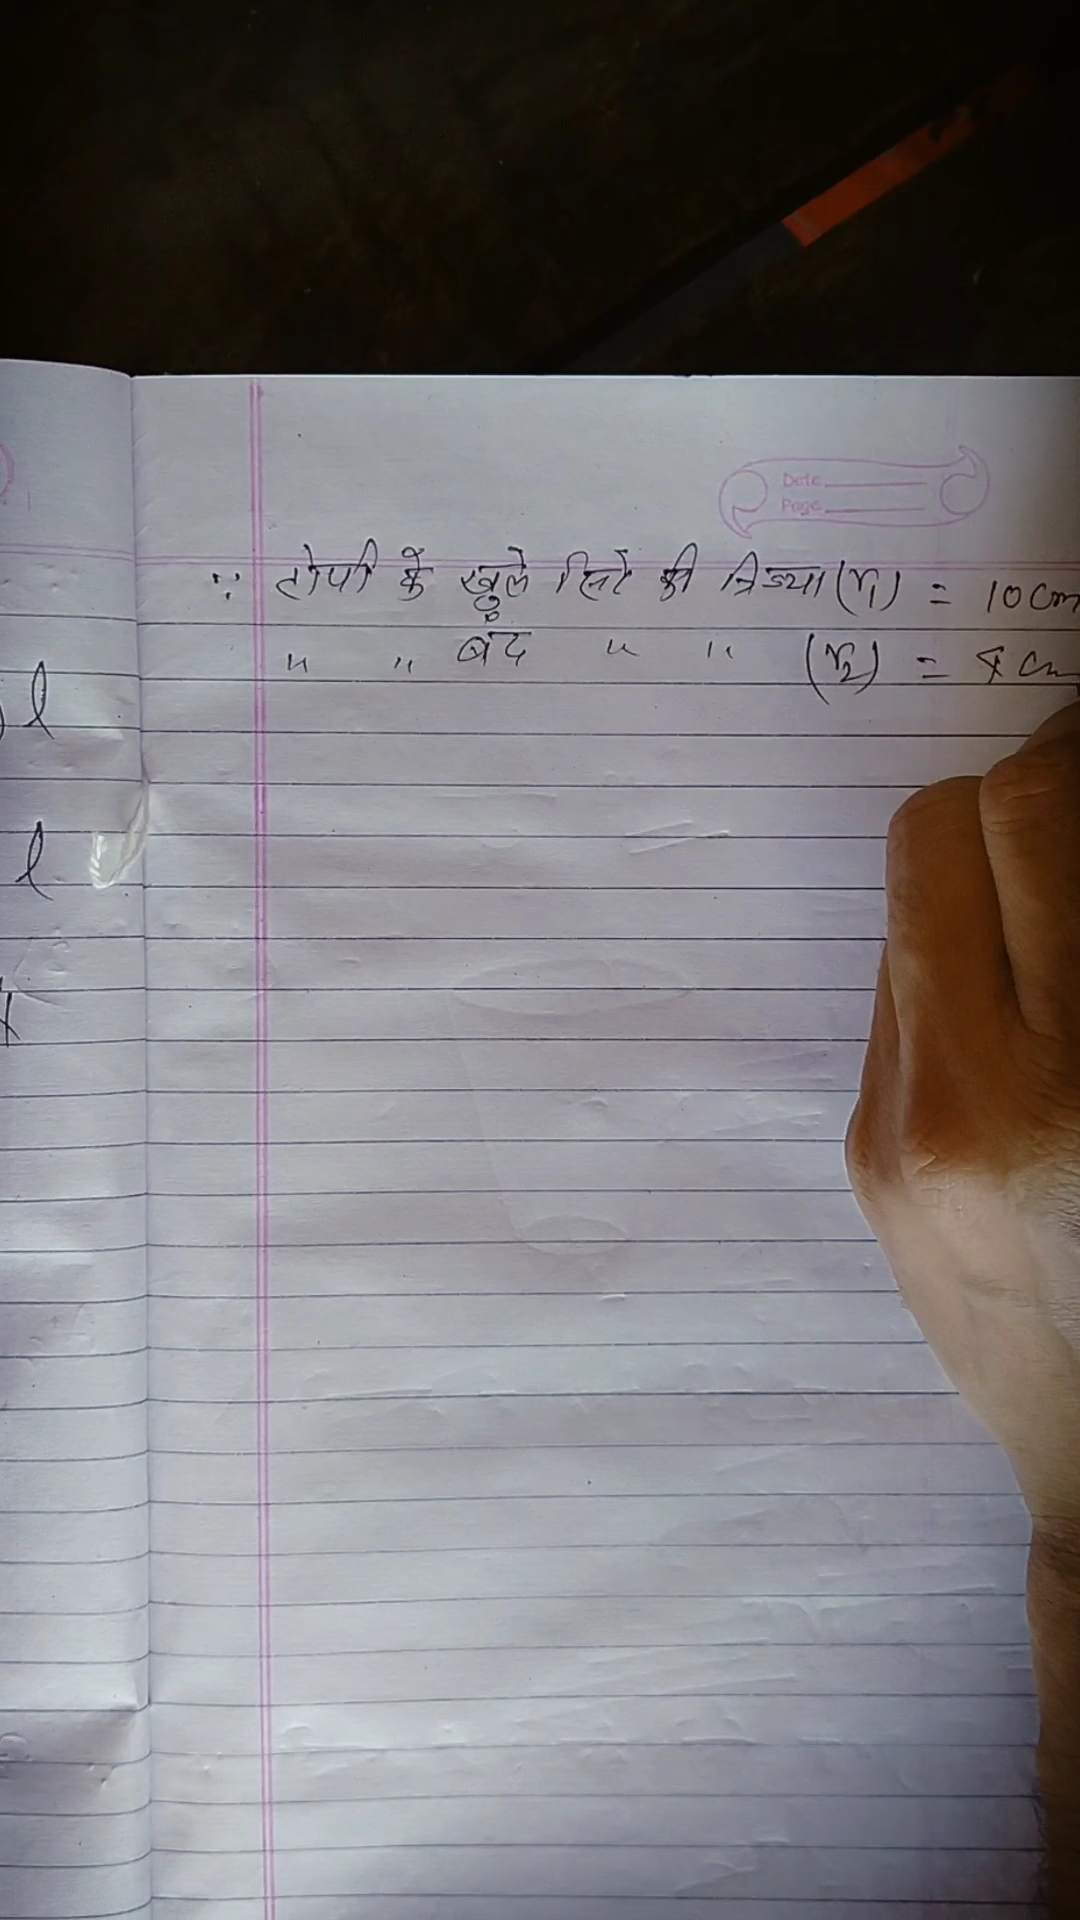 Date
Page
∵ टोपी के खुले सिरे की त्रिज्या (r₁) = 10 cm
" " बंद " " (r₂) = 4 cm
l
l